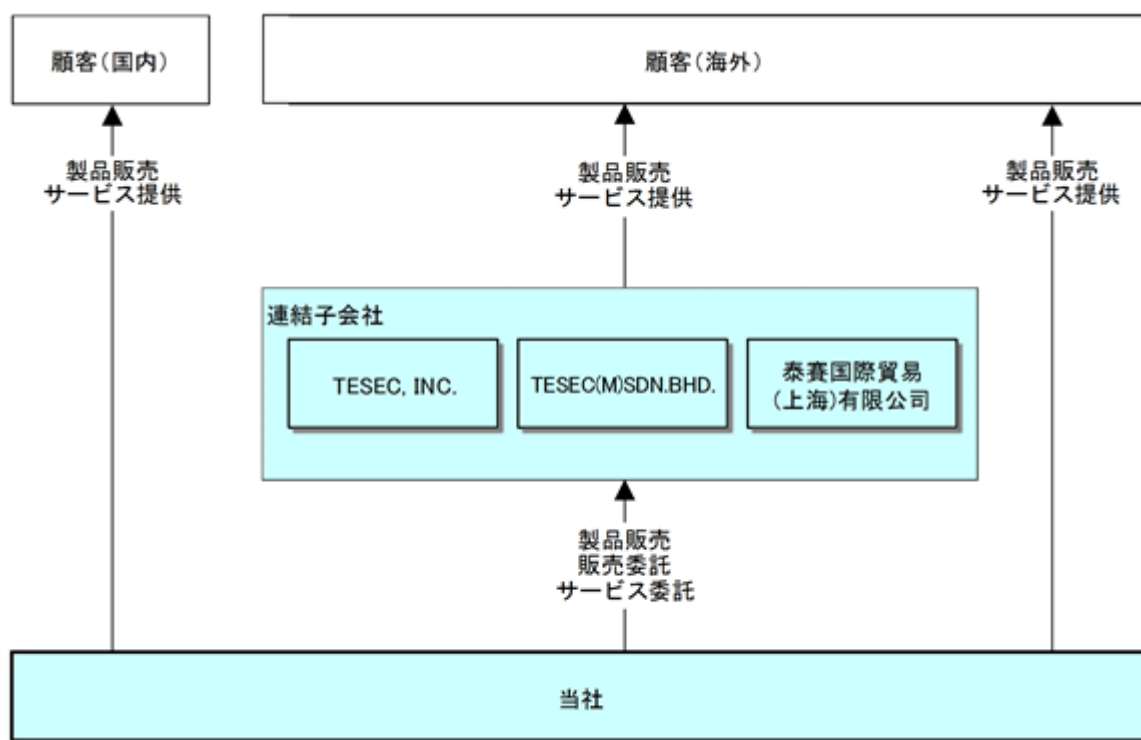 顧客(国内)
顧客(海外)
製品販売
サービス提供
製品販売
サービス提供
製品販売
サービス提供
連結子会社
TESEC, INC.
TESEC(M)SDN.BHD.
泰賽国際貿易
(上海)有限公司
製品販売
販売委託
サービス委託
当社